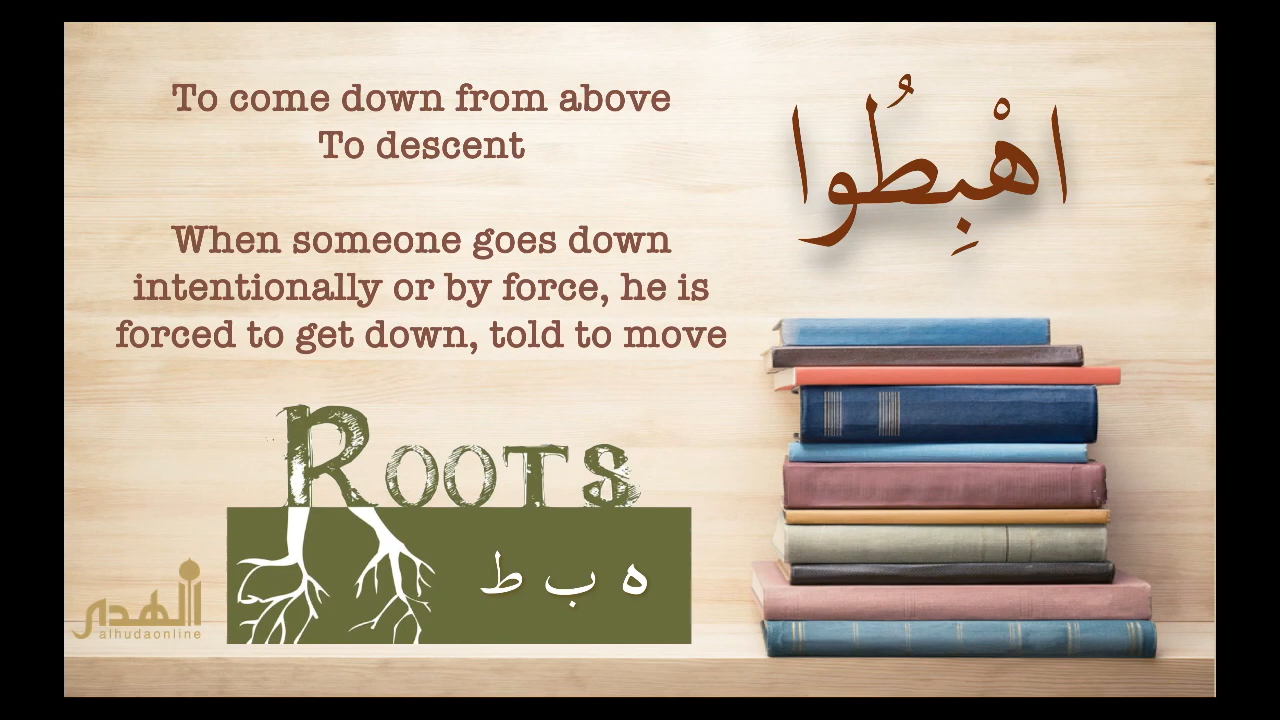 To come down from above
To descent
When someone goes down
intentionally or by force, he is
forced to get down, told to move
اهْبِطُوا
ROOTS
ه ب ط
الهدى
alhudaonline